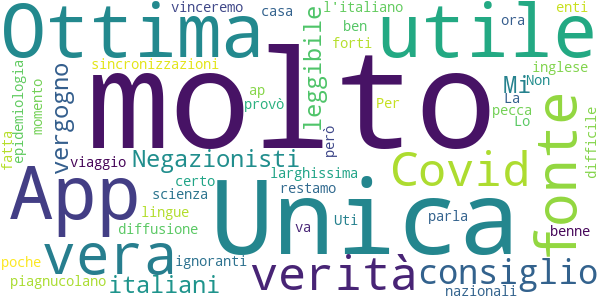 vinceremo casa l'italiano ora enti
Ottima ben utile
forti
sincronizzazioni leggibile
epidemiologia momento vergogno molto inglese
ap Mi Non
provò Per La pecca
però Lo
fatta viaggio Negazionisti Covid fonte difficile
App certo larghissima
scienza restamo
Unica
lingue Uti parla
diffusione va benne
vera ignoranti
poche verità consiglio
piagnucolano italiani nazionali